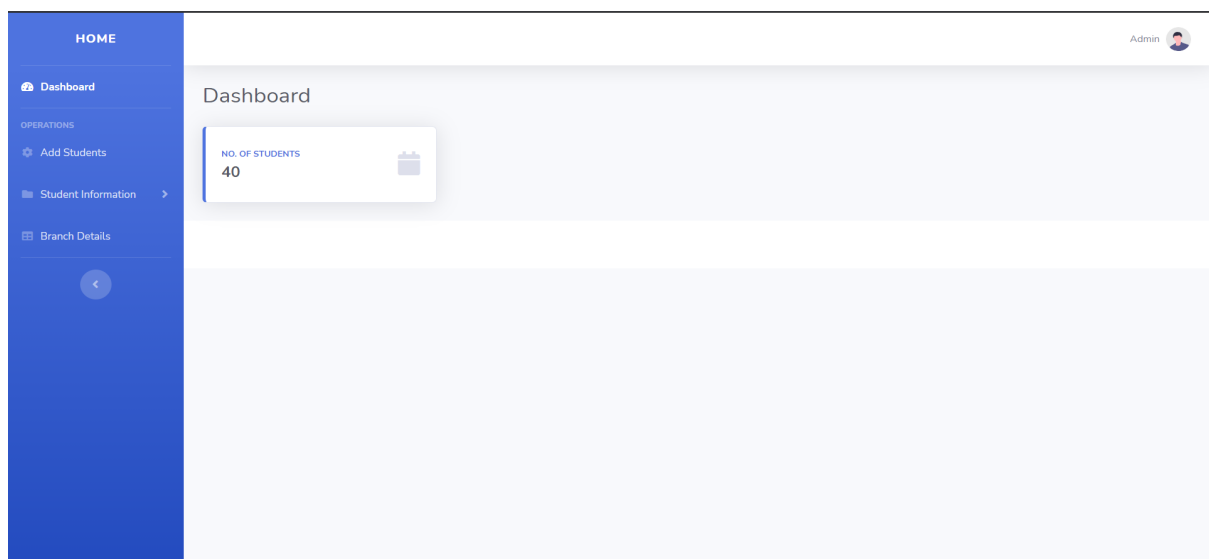 HOME
Admin
Dashboard
Dashboard
OPERATIONS
Add Students
Student Information
Branch Details
NO. OF STUDENTS
40